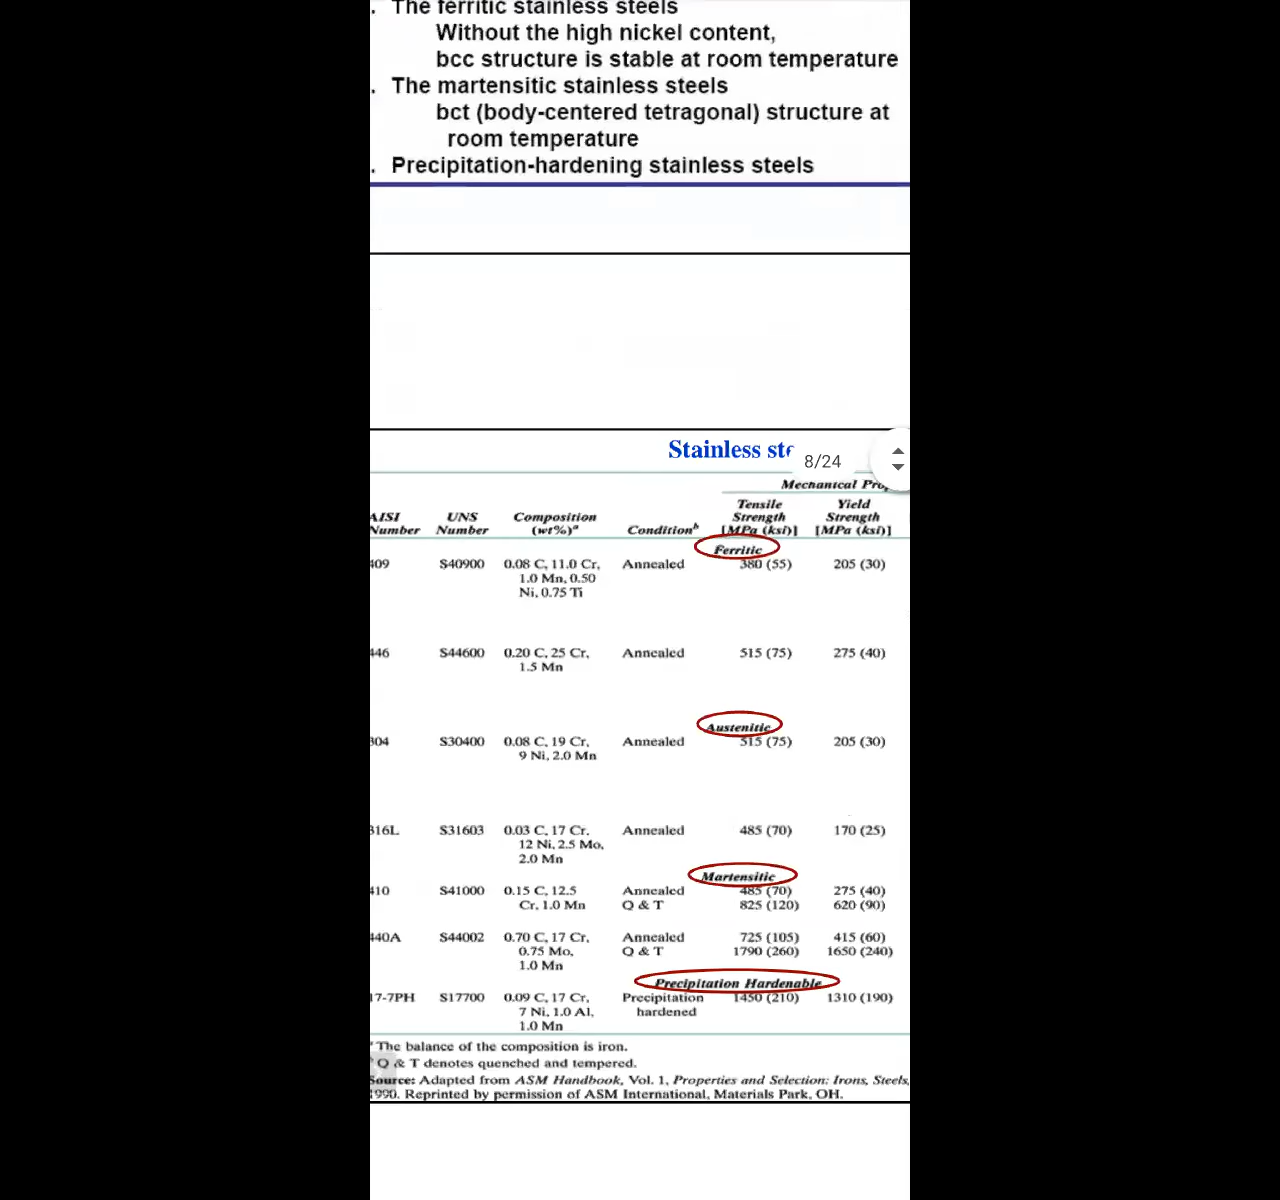 . The ferritic stainless steels
Without the high nickel content,
bcc structure is stable at room temperature
. The martensitic stainless steels
bct (body-centered tetragonal) structure at
room temperature
. Precipitation-hardening stainless steels
Stainless ste
8/24
Mechanical Prop
AISI Number UNS Number Composition (wt%)ᵃ Conditionᵇ Tensile Strength [MPa (ksi)] Yield Strength [MPa (ksi)]
Ferritic
409 S40900 0.08 C, 11.0 Cr, Annealed 380 (55) 205 (30)
1.0 Mn, 0.50
Ni, 0.75 Ti
446 S44600 0.20 C, 25 Cr, Annealed 515 (75) 275 (40)
1.5 Mn
Austenitic
304 S30400 0.08 C, 19 Cr, Annealed 515 (75) 205 (30)
9 Ni, 2.0 Mn
316L S31603 0.03 C, 17 Cr, Annealed 485 (70) 170 (25)
12 Ni, 2.5 Mo,
2.0 Mn
Martensitic
410 S41000 0.15 C, 12.5 Annealed 485 (70) 275 (40)
Cr, 1.0 Mn Q & T 825 (120) 620 (90)
440A S44002 0.70 C, 17 Cr, Annealed 725 (105) 415 (60)
0.75 Mo, Q & T 1790 (260) 1650 (240)
1.0 Mn
Precipitation Hardenable
17-7PH S17700 0.09 C, 17 Cr, Precipitation 1450 (210) 1310 (190)
7 Ni, 1.0 Al, hardened
1.0 Mn
ᵃ The balance of the composition is iron.
ᵇ Q & T denotes quenched and tempered.
Source: Adapted from ASM Handbook, Vol. 1, Properties and Selection: Irons, Steels,
1990. Reprinted by permission of ASM International, Materials Park, OH.